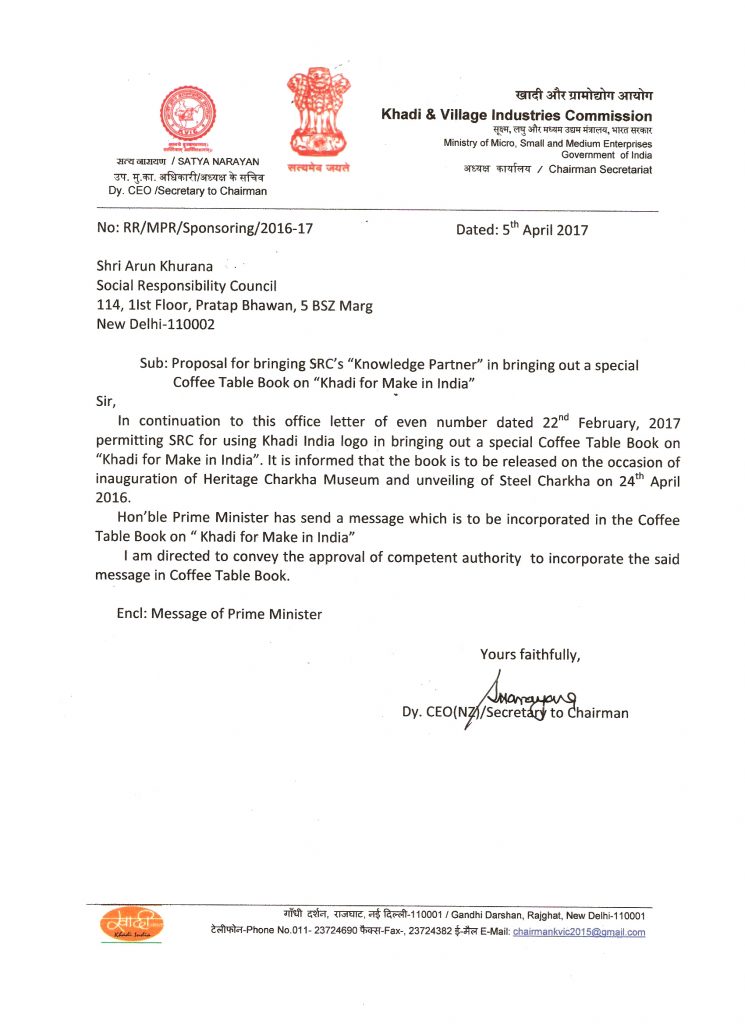 खादी और ग्रामोद्योग आयोग
Khadi & Village Industries Commission
सूक्ष्म, लघु और मध्यम उद्यम मंत्रालय, भारत सरकार
Ministry of Micro, Small and Medium Enterprises
Government of India
अध्यक्ष कार्यालय / Chairman Secretariat
KVIC
सत्यमेव जयते
सत्य नारायण / SATYA NARAYAN
उप. मु.का. अधिकारी/अध्यक्ष के सचिव
Dy. CEO /Secretary to Chairman
No: RR/MPR/Sponsoring/2016-17 Dated: 5th April 2017
Shri Arun Khurana
Social Responsibility Council
114, 1Ist Floor, Pratap Bhawan, 5 BSZ Marg
New Delhi-110002
Sub: Proposal for bringing SRC's “Knowledge Partner” in bringing out a special
Coffee Table Book on “Khadi for Make in India”
Sir,
In continuation to this office letter of even number dated 22nd February, 2017
permitting SRC for using Khadi India logo in bringing out a special Coffee Table Book on
“Khadi for Make in India”. It is informed that the book is to be released on the occasion of
inauguration of Heritage Charkha Museum and unveiling of Steel Charkha on 24th April
2016.
Hon'ble Prime Minister has send a message which is to be incorporated in the Coffee
Table Book on “ Khadi for Make in India”
I am directed to convey the approval of competent authority to incorporate the said
message in Coffee Table Book.
Encl: Message of Prime Minister
Yours faithfully,
Dy. CEO(NZ)/Secretary to Chairman
खादी
Khadi India
गाँधी दर्शन, राजघाट, नई दिल्ली-110001 / Gandhi Darshan, Rajghat, New Delhi-110001
टेलीफोन-Phone No.011- 23724690 फैक्स-Fax-, 23724382 ई-मैल E-Mail: chairmankvic2015@gmail.com